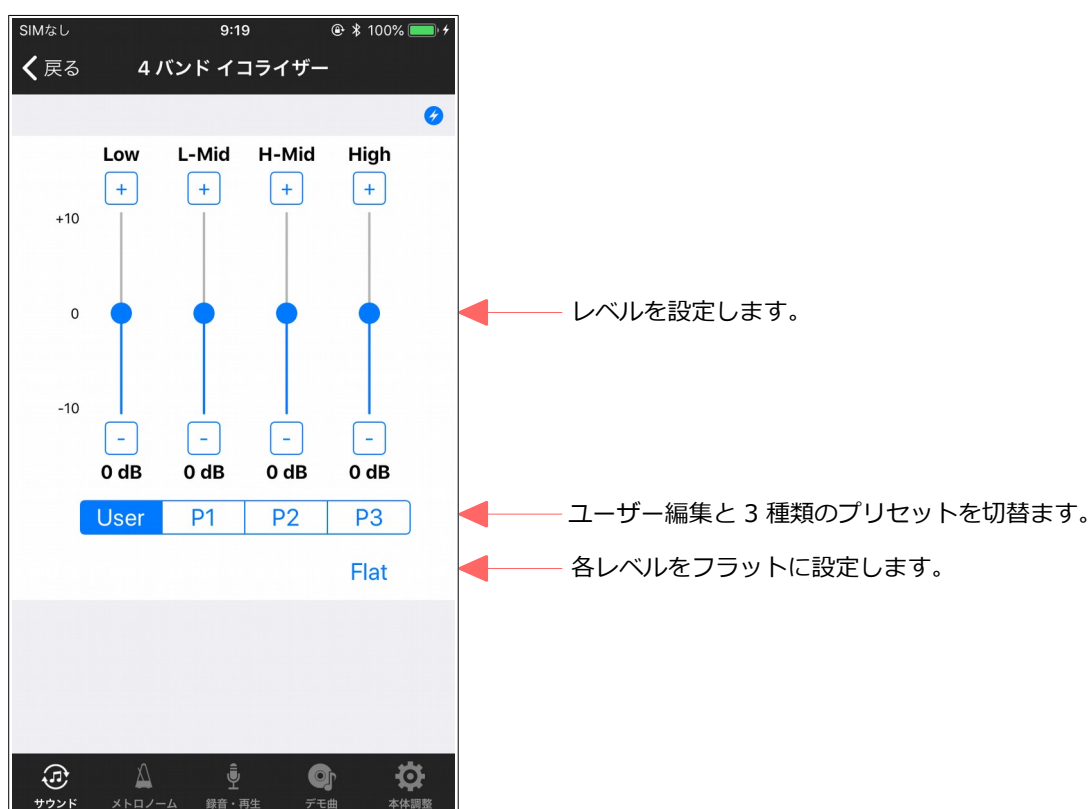 SIMなし 9:19 100%
戻る 4 バンド イコライザー
Low L-Mid H-Mid High
+ + + +
+10
0 レベルを設定します。
-10
- - - -
0 dB 0 dB 0 dB 0 dB
User P1 P2 P3 ユーザー編集と 3 種類のプリセットを切替ます。
Flat 各レベルをフラットに設定します。
サウンド メトロノーム 録音・再生 デモ曲 本体調整